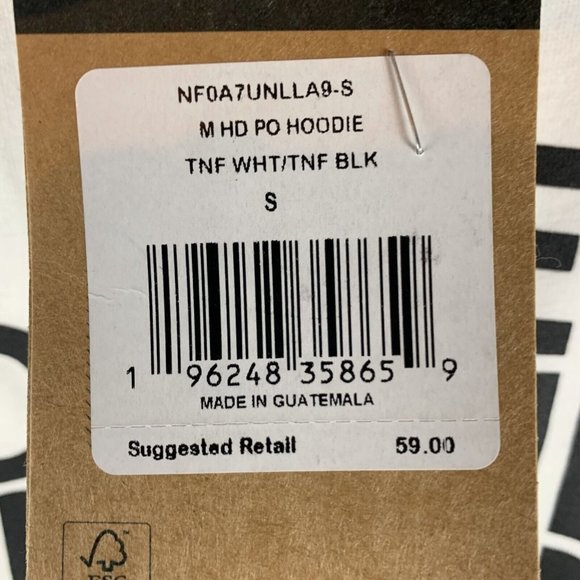 NF0A7UNLLA9-S
M HD PO HOODIE
TNF WHT/TNF BLK
S
1 96248 35865 9
MADE IN GUATEMALA
Suggested Retail 59.00
FSC